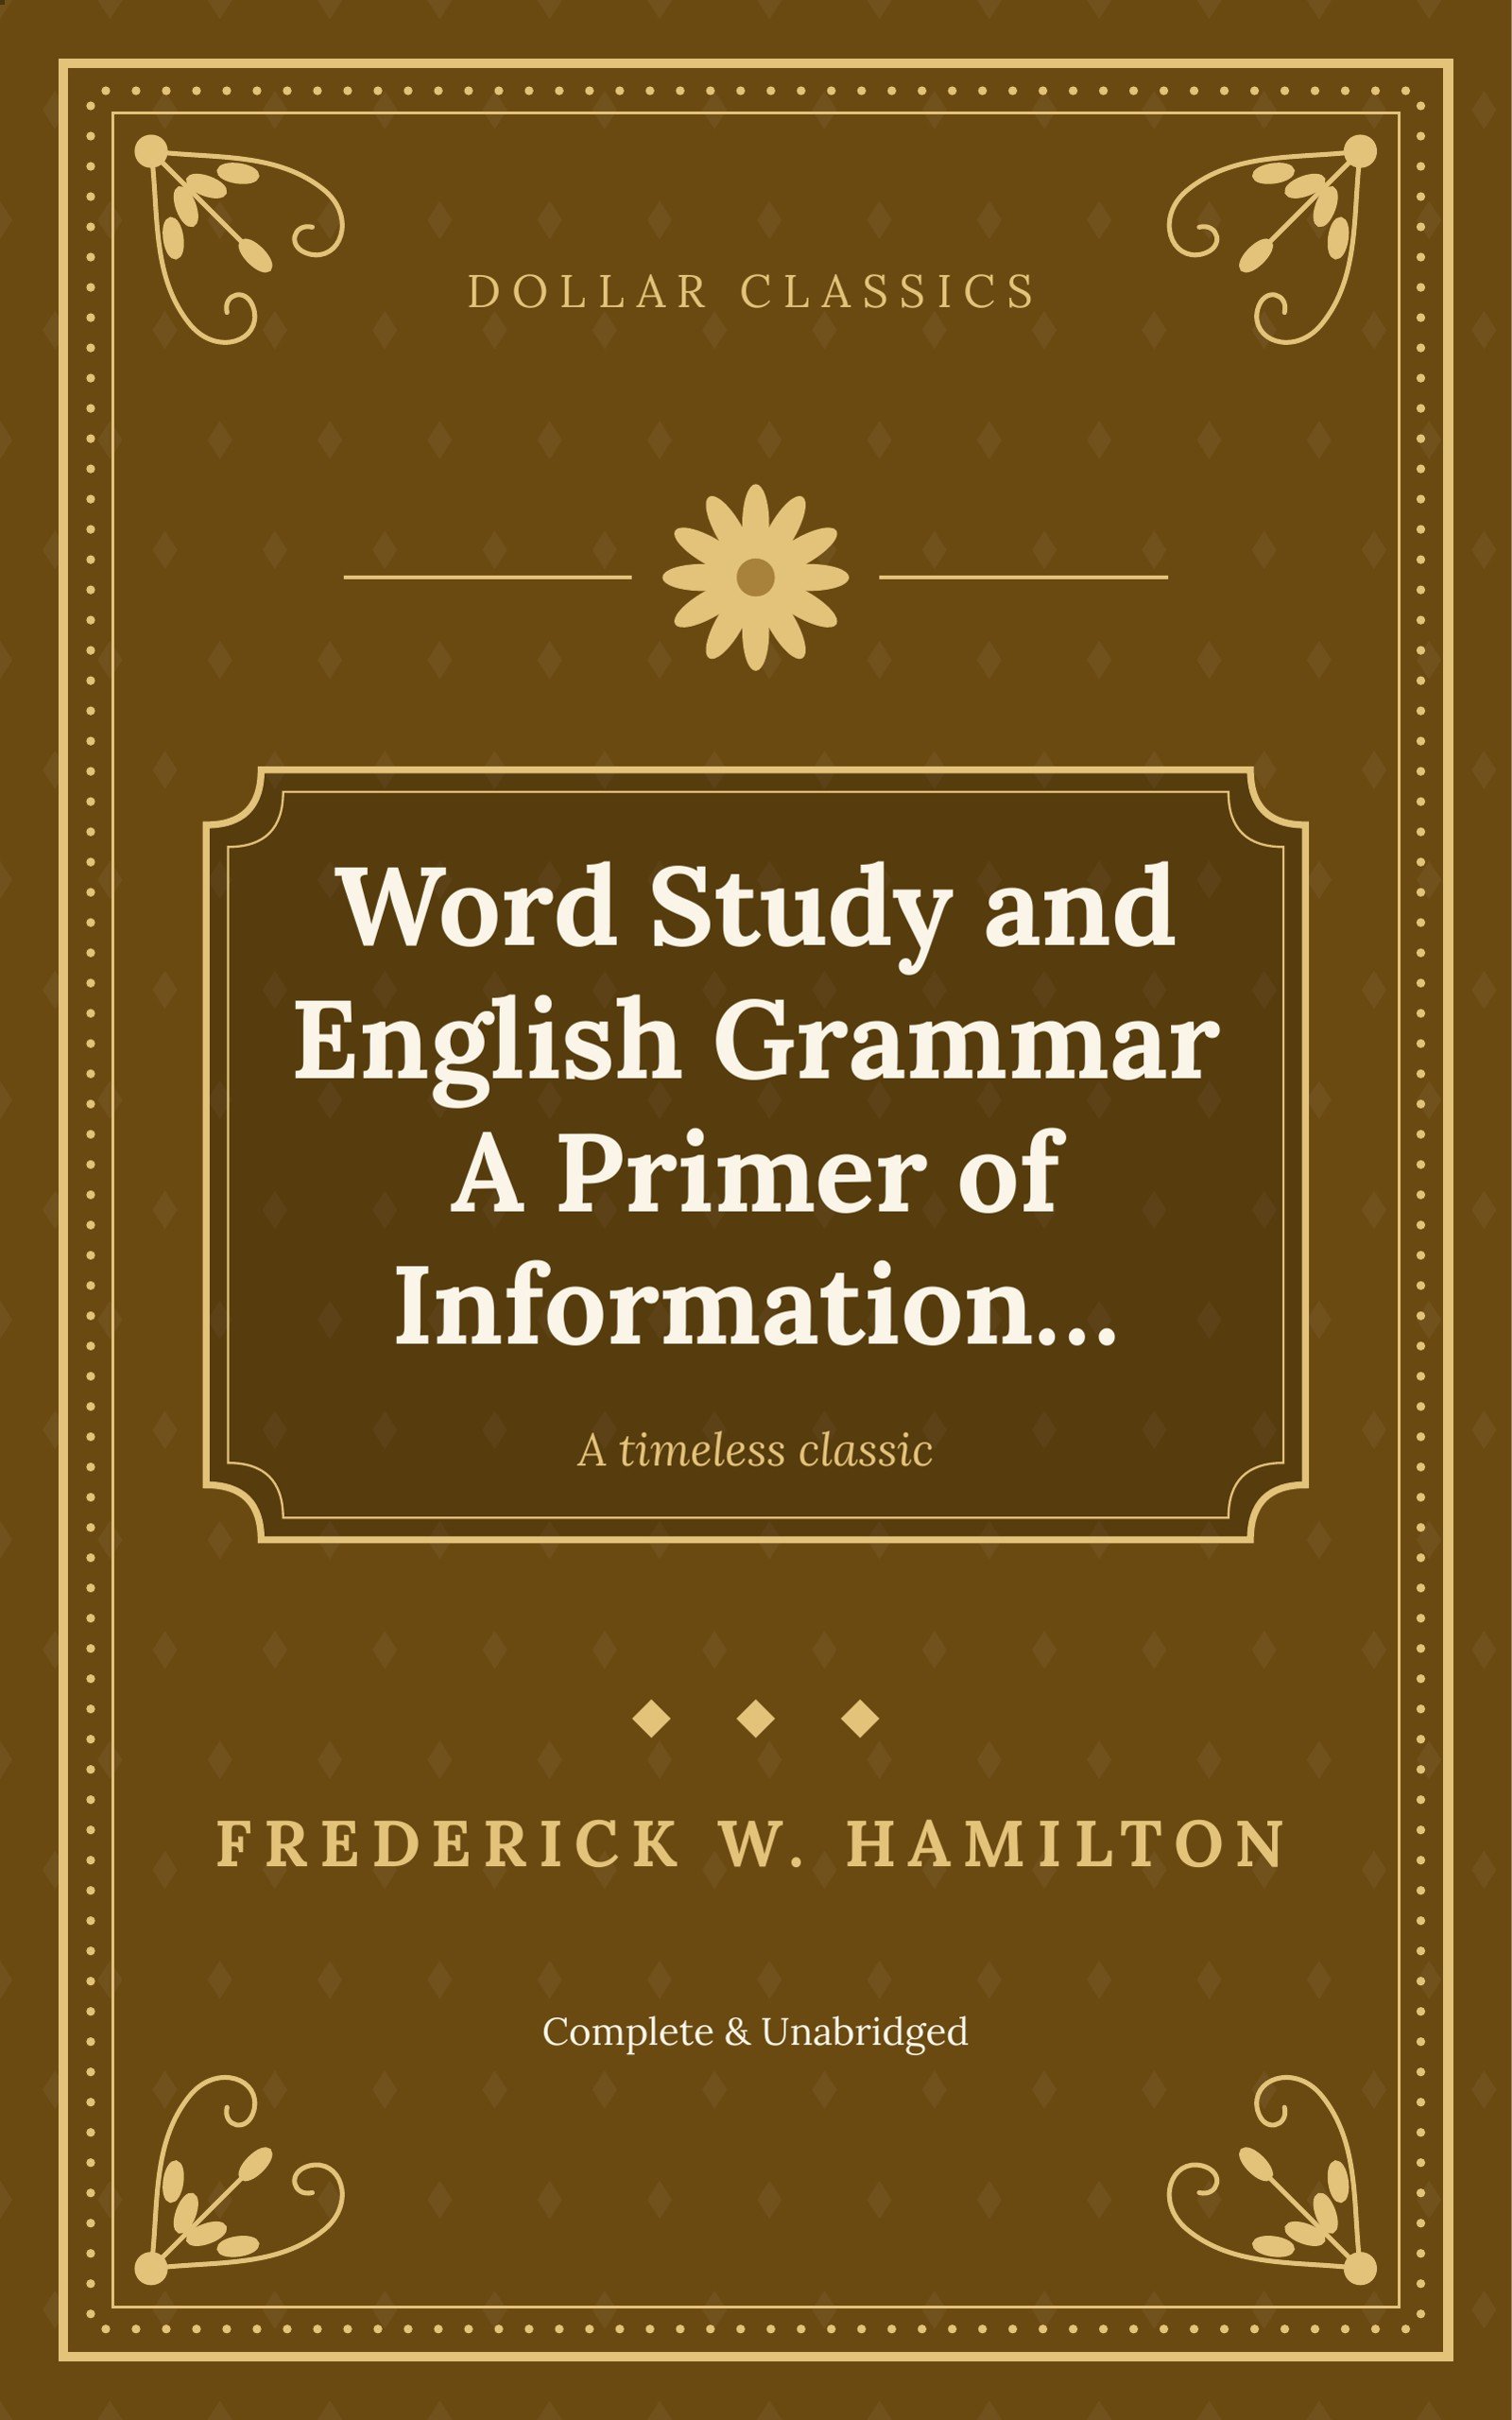 DOLLAR CLASSICS
Word Study and
English Grammar
A Primer of
Information...
A timeless classic
FREDERICK W. HAMILTON
Complete & Unabridged